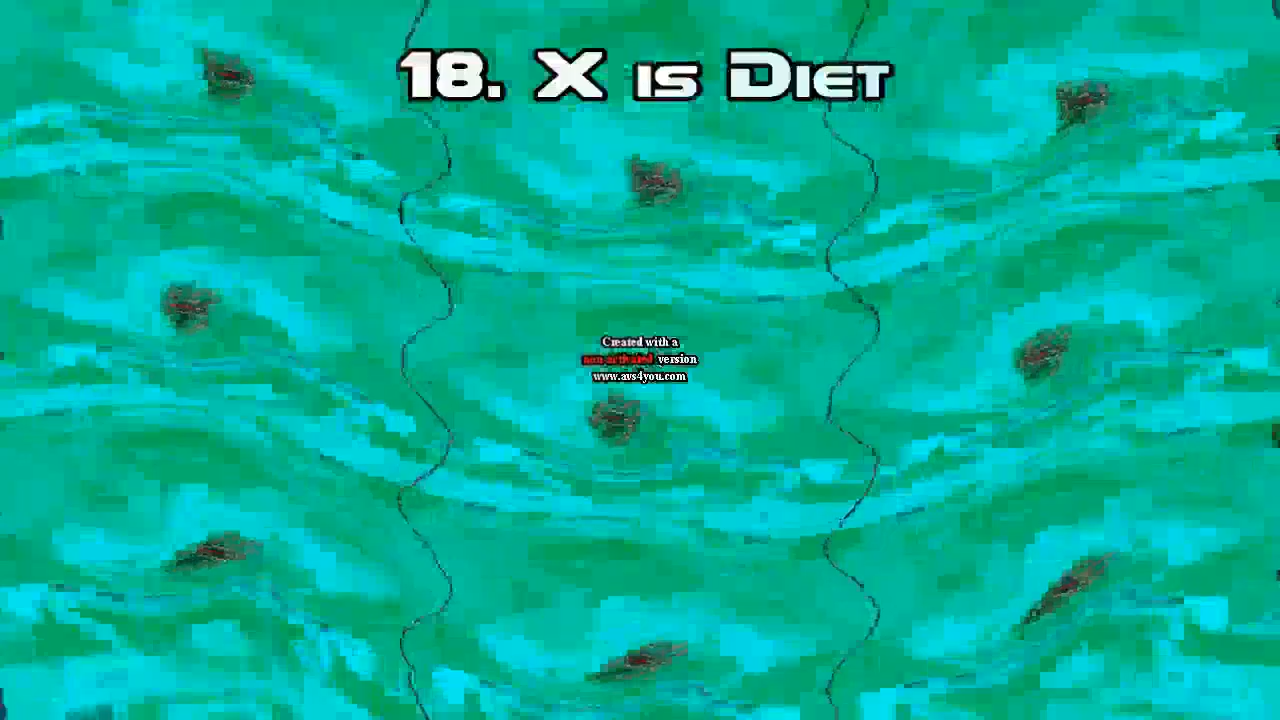 18. X is Diet
Created with a
non-activated version
www.avs4you.com